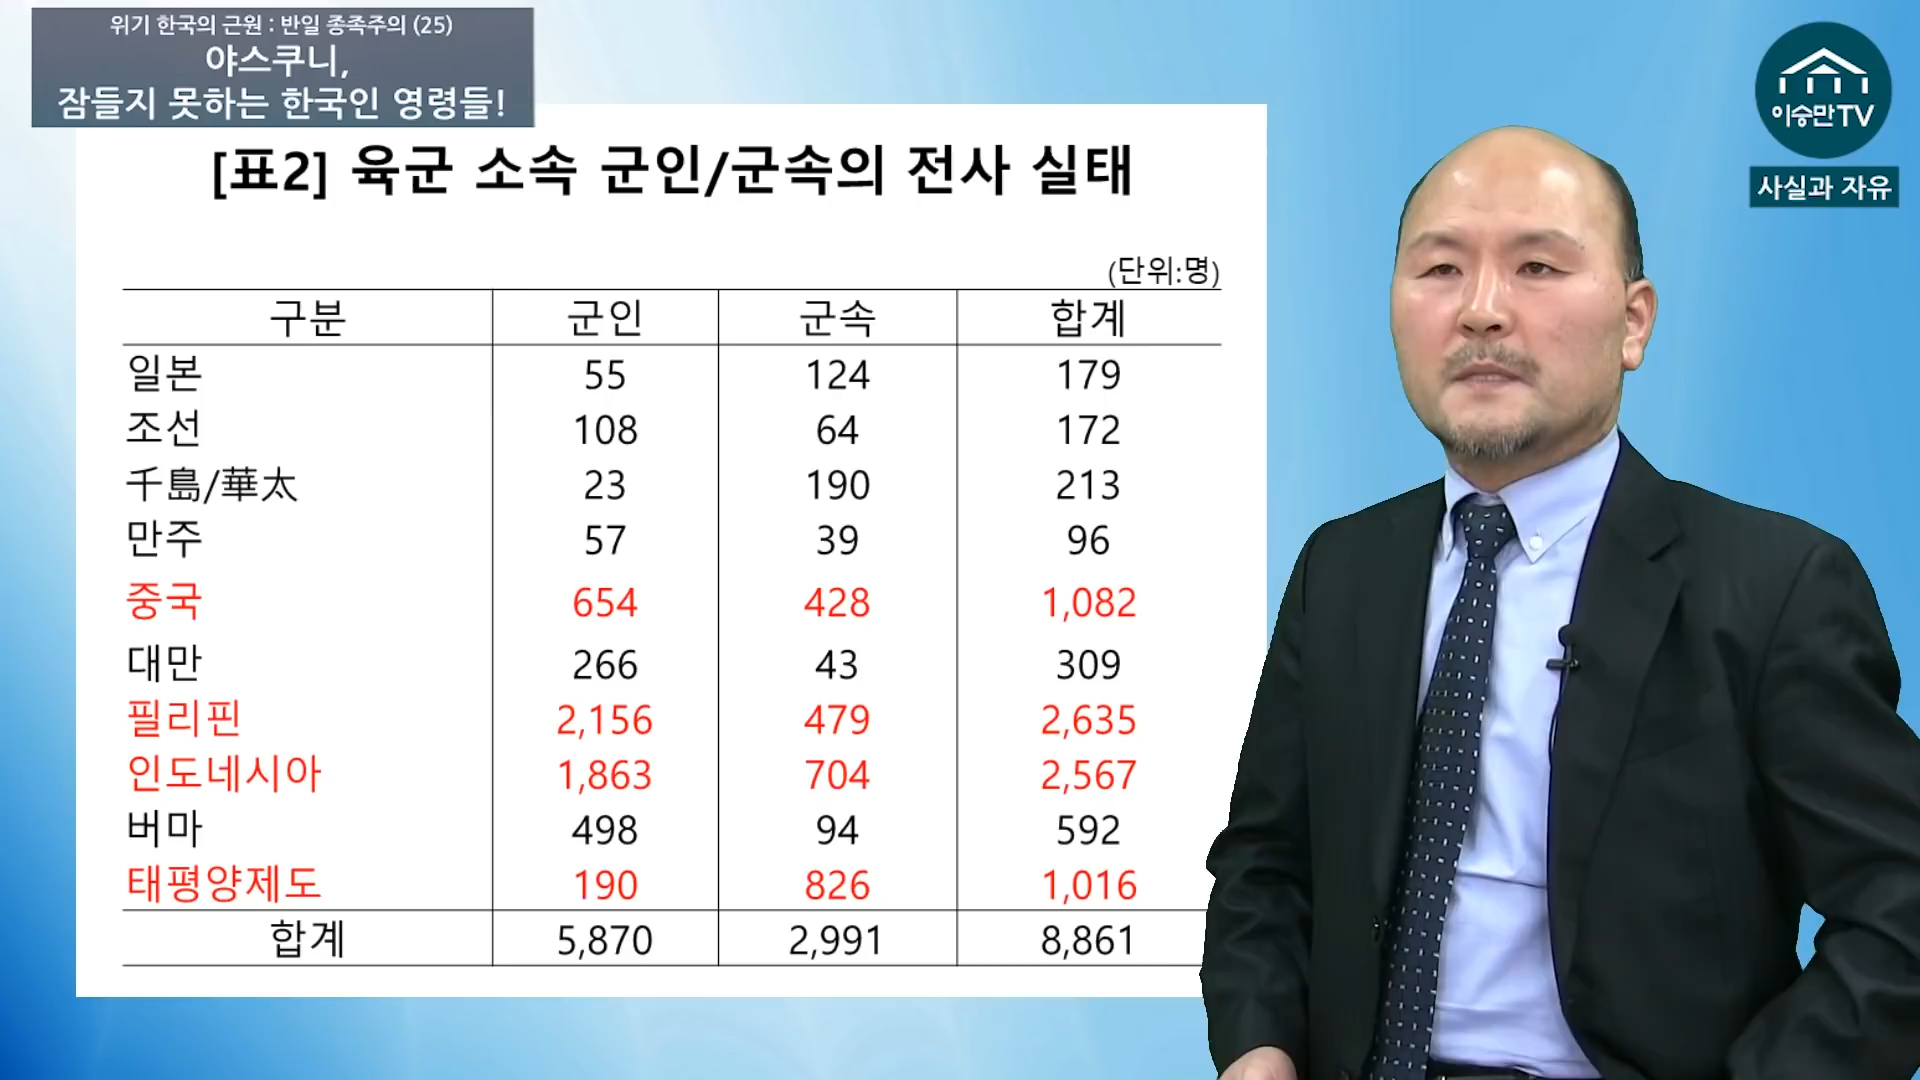 위기 한국의 근원 : 반일 종족주의 (25)
야스쿠니,
잠들지 못하는 한국인 영령들!
이승만TV
사실과 자유
[표2] 육군 소속 군인/군속의 전사 실태
(단위:명)
구분 군인 군속 합계
일본 55 124 179
조선 108 64 172
千島/華太 23 190 213
만주 57 39 96
중국 654 428 1,082
대만 266 43 309
필리핀 2,156 479 2,635
인도네시아 1,863 704 2,567
버마 498 94 592
태평양제도 190 826 1,016
합계 5,870 2,991 8,861